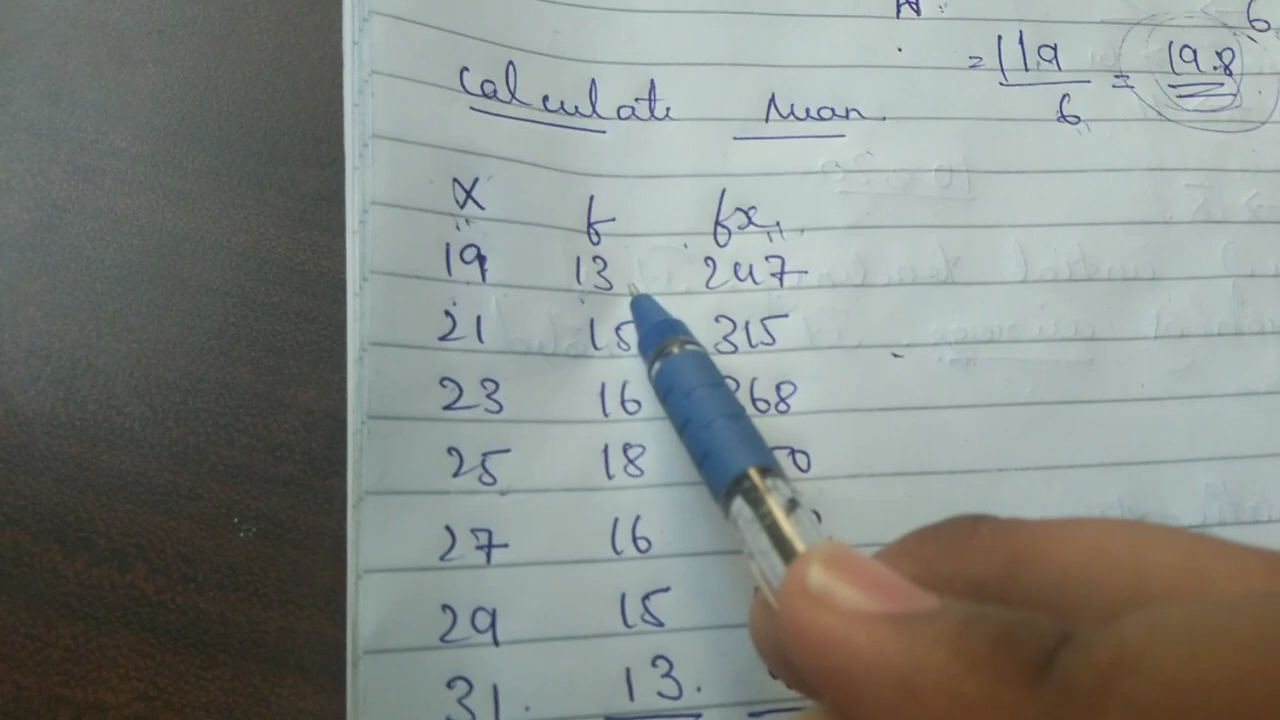 6
= 119 / 6 = 19.8
Calculate Mean.
X f fx
19 13 247
21 15 315
23 16 368
25 18
27 16
29 15
31. 13.